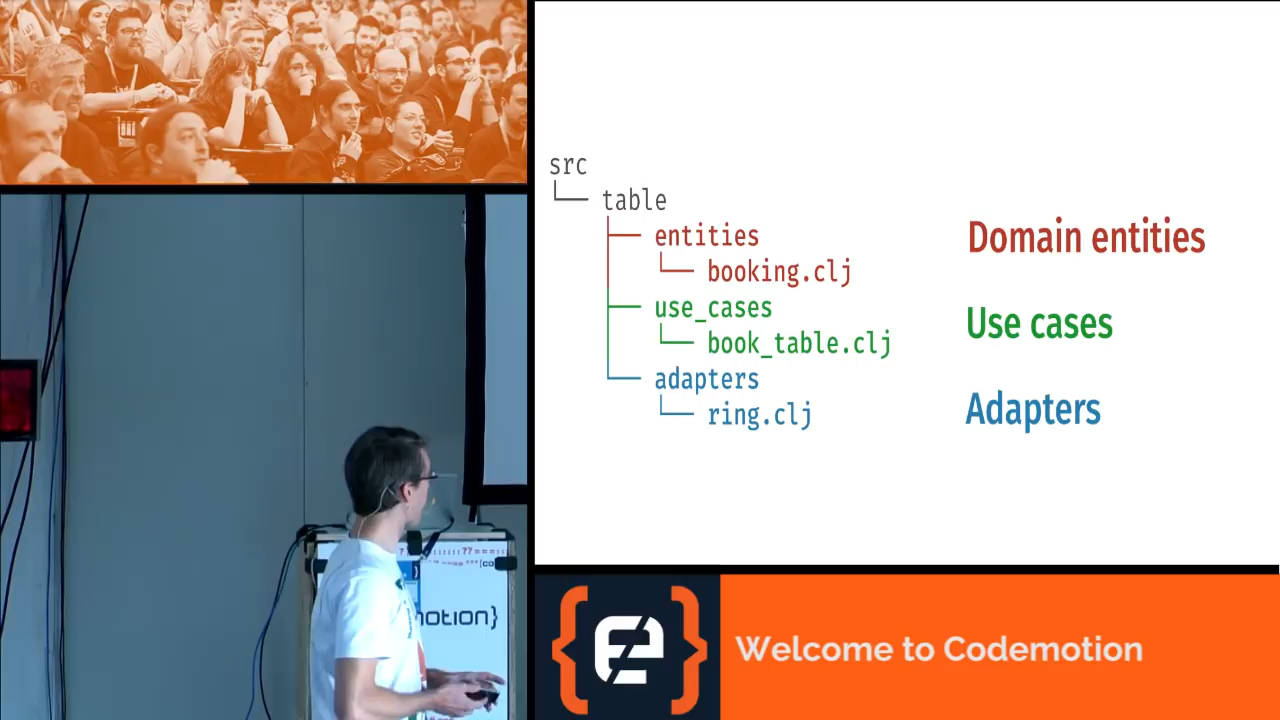 src
└── table
├── entities
└── booking.clj
├── use_cases
└── book_table.clj
└── adapters
└── ring.clj
Domain entities
Use cases
Adapters
motion}
Welcome to Codemotion